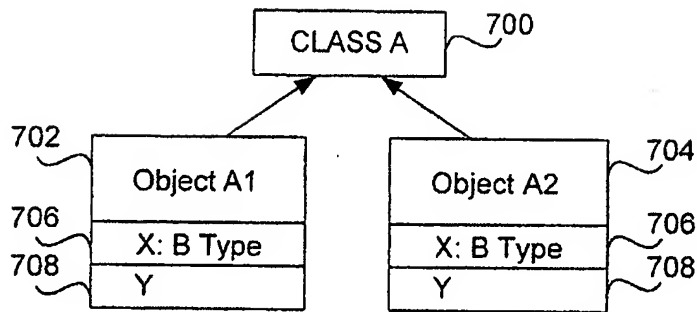 CLASS A
700
702
Object A1
704
Object A2
706
X: B Type
X: B Type
706
708
Y
Y
708